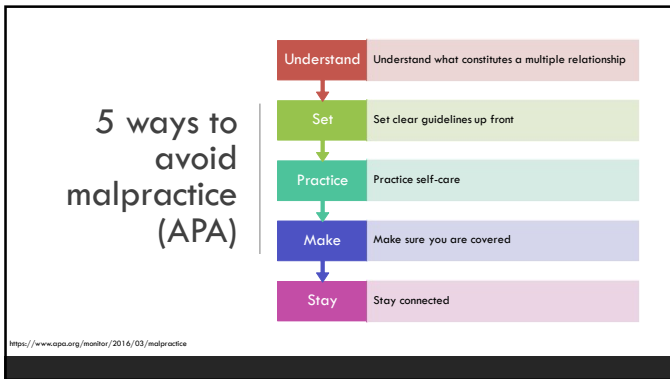 5 ways to
avoid
malpractice
(APA)
Understand
Understand what constitutes a multiple relationship
Set
Set clear guidelines up front
Practice
Practice self-care
Make
Make sure you are covered
Stay
Stay connected
https://www.apa.org/monitor/2016/03/malpractice